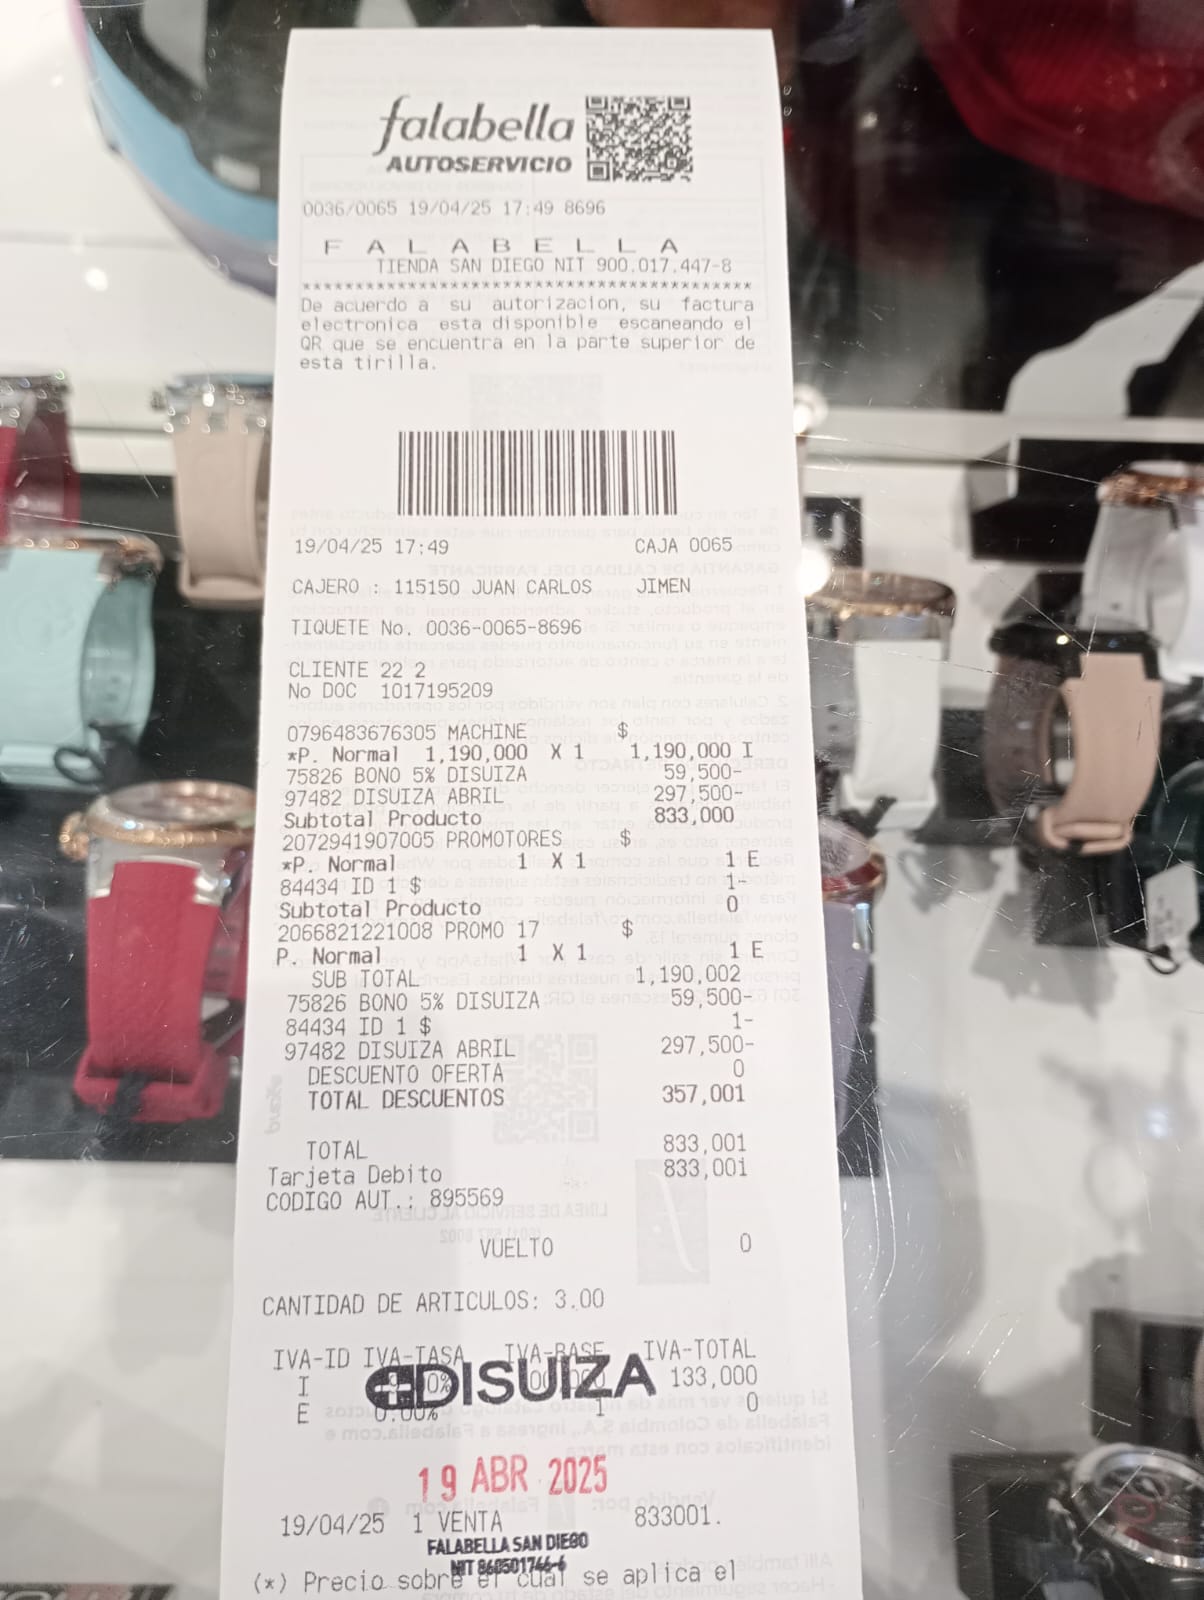 falabella
AUTOSERVICIO
0036/0065 19/04/25 17:49 8696
F A L A B E L L A
TIENDA SAN DIEGO NIT 900.017.447-8
******************************************
De acuerdo a su autorizacion, su factura
electronica esta disponible escaneando el
QR que se encuentra en la parte superior de
esta tirilla.
19/04/25 17:49 CAJA 0065
CAJERO : 115150 JUAN CARLOS JIMEN
TIQUETE No. 0036-0065-8696
CLIENTE 22 2
No DOC 1017195209
0796483676305 MACHINE $
*P. Normal 1,190,000 X 1 1,190,000 I
75826 BONO 5% DISUIZA 59,500-
97482 DISUIZA ABRIL 297,500-
Subtotal Producto 833,000
2072941907005 PROMOTORES $
*P. Normal 1 X 1 1 E
84434 ID 1 $ 1-
Subtotal Producto 0
2066821221008 PROMO 17 $
P. Normal 1 X 1 1 E
SUB TOTAL 1,190,002
75826 BONO 5% DISUIZA 59,500-
84434 ID 1 $ 1-
97482 DISUIZA ABRIL 297,500-
DESCUENTO OFERTA 0
TOTAL DESCUENTOS 357,001
TOTAL 833,001
Tarjeta Debito 833,001
CODIGO AUT.: 895569
VUELTO 0
CANTIDAD DE ARTICULOS: 3.00
IVA-ID IVA-TASA IVA-BASE IVA-TOTAL
I 133,000
DISUIZA
E 0.00% 1 0
19 ABR 2025
19/04/25 1 VENTA 833001.
FALABELLA SAN DIEGO
NIT 860501766-6
(*) Precio sobre el cual se aplica el